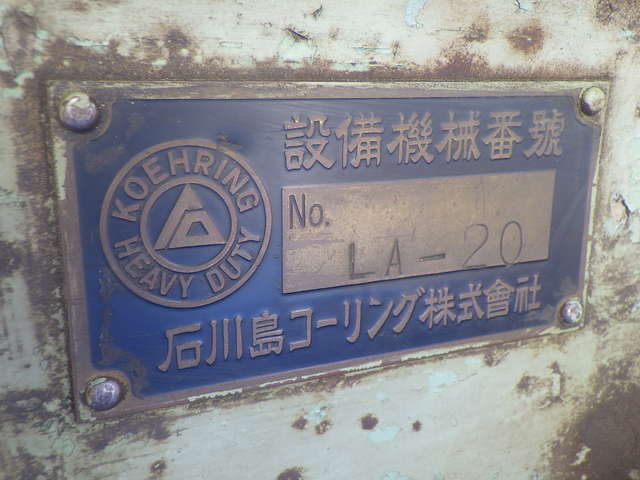 設備機械番號
KOEHRING
HEAVY DUTY
No.
LA-20
石川島コーリング株式會社